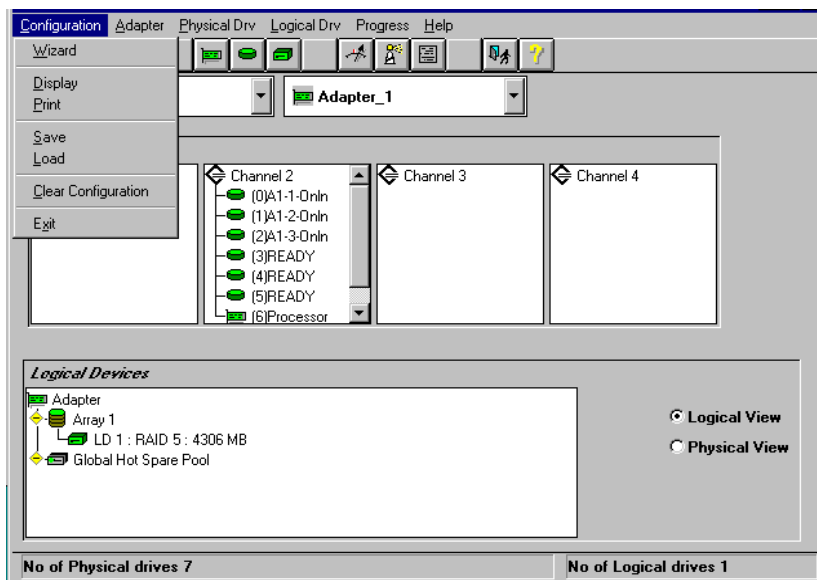 Configuration Adapter Physical Drv Logical Drv Progress Help
Wizard
Display
Print
Save
Load
Clear Configuration
Exit
Adapter_1
Channel 2
(0)A1-1-Onln
(1)A1-2-Onln
(2)A1-3-Onln
(3)READY
(4)READY
(5)READY
(6)Processor
Channel 3
Channel 4
Logical Devices
Adapter
Array 1
LD 1 : RAID 5 : 4306 MB
Global Hot Spare Pool
Logical View
Physical View
No of Physical drives 7
No of Logical drives 1